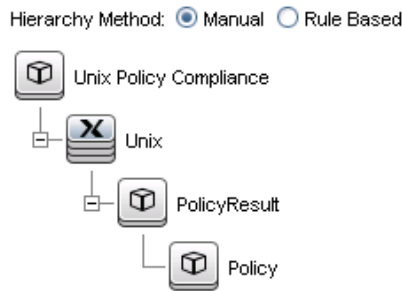 Hierarchy Method: Manual Rule Based
Unix Policy Compliance
Unix
PolicyResult
Policy